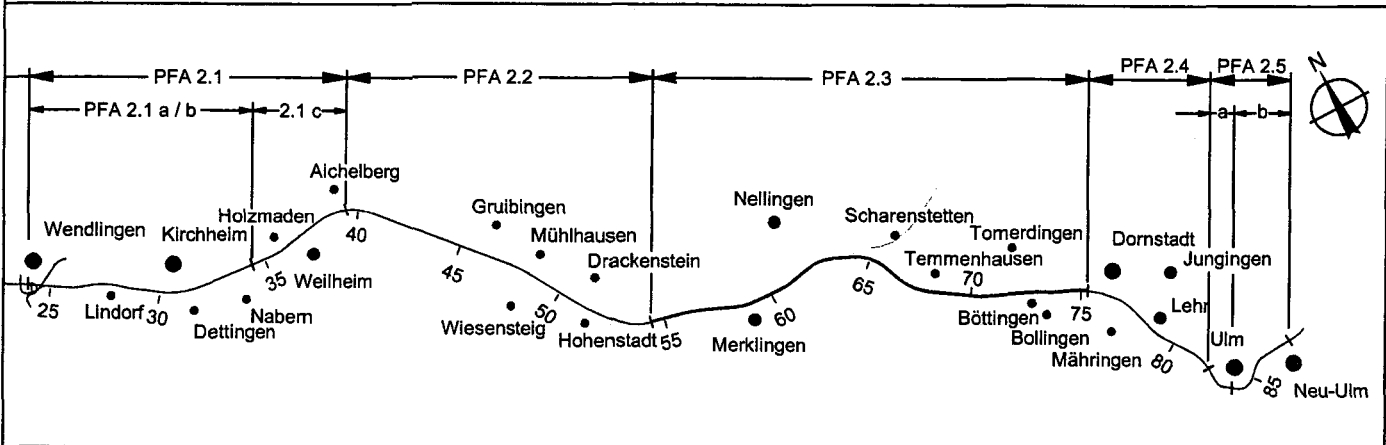 N
PFA 2.1
PFA 2.2
PFA 2.3
PFA 2.4
PFA 2.5
PFA 2.1 a / b
2.1 c
a
b
Aichelberg
Wendlingen
Kirchheim
Holzmaden
Weilheim
Lindorf
Dettingen
Nabern
25
30
35
40
Gruibingen
Mühlhausen
Drackenstein
Wiesensteig
Hohenstadt
45
50
55
Nellingen
Merklingen
60
Scharenstetten
65
Temmenhausen
Tomerdingen
70
Böttingen
Bollingen
Mähringen
75
Dornstadt
Jungingen
Lehr
80
Ulm
85
Neu-Ulm